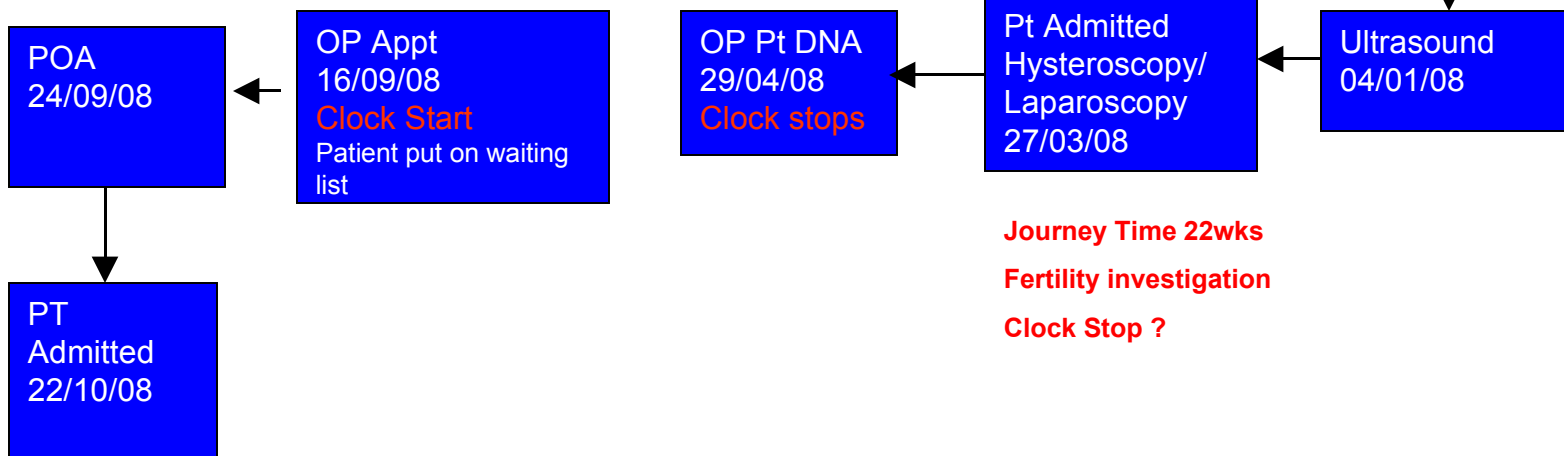 POA
24/09/08
OP Appt
16/09/08
Clock Start
Patient put on waiting
list
OP Pt DNA
29/04/08
Clock stops
Pt Admitted
Hysteroscopy/
Laparoscopy
27/03/08
Ultrasound
04/01/08
Journey Time 22wks
Fertility investigation
Clock Stop ?
PT
Admitted
22/10/08